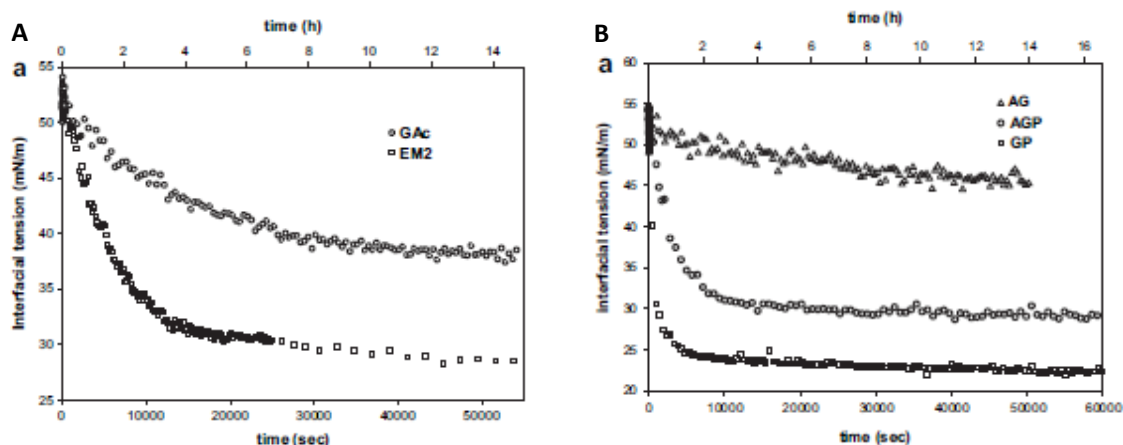 A
a
time (h)
0 2 4 6 8 10 12 14
55
50
45
40
35
30
25
Interfacial tension (mN/m)
GAc
EM2
0 10000 20000 30000 40000 50000
time (sec)
B
a
time (h)
2 4 6 8 10 12 14 16
60
55
50
45
40
35
30
25
20
Interfacial tension (mN/m)
AG
AGP
GP
0 10000 20000 30000 40000 50000 60000
time (sec)